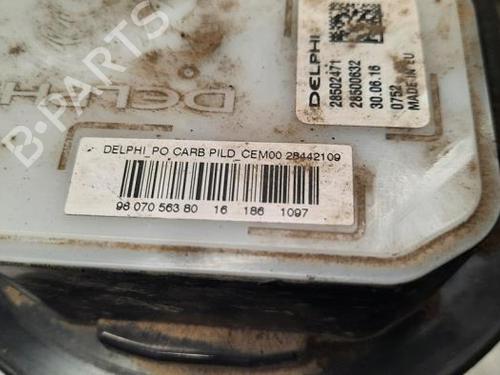 DELPHI
28502471
28500632
30.06.16
0752
MADE IN EU
DELPHI
B-PARTS
DELPHI_PO CARB PILD_CEM00 28442109
98 070 563 80 16 186 1097